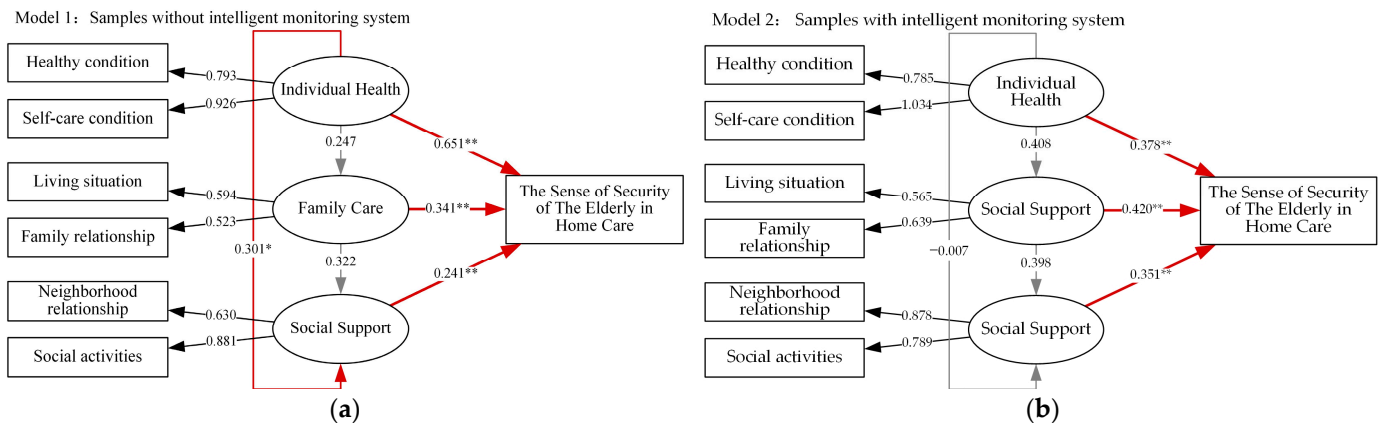 Model 1: Samples without intelligent monitoring system
Healthy condition
0.793
Individual Health
Self-care condition
0.926
0.247
0.651**
Living situation
0.594
Family Care
0.341**
The Sense of Security
of The Elderly in
Home Care
Family relationship
0.523
0.301*
0.322
0.241**
Neighborhood
relationship
0.630
Social Support
Social activities
0.881
(a)
Model 2: Samples with intelligent monitoring system
Healthy condition
0.785
Individual
Health
Self-care condition
1.034
0.408
0.378**
Living situation
0.565
Social Support
0.420**
The Sense of Security
of The Elderly in
Home Care
Family
relationship
0.639
−0.007
0.398
0.351**
Neighborhood
relationship
0.878
Social Support
Social activities
0.789
(b)